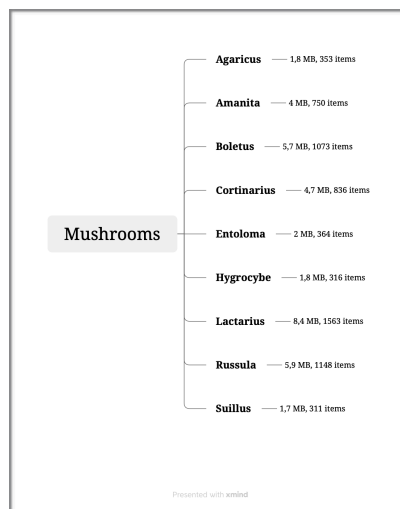 Agaricus 1,8 MB, 353 items
Amanita 4 MB, 750 items
Boletus 5,7 MB, 1073 items
Cortinarius 4,7 MB, 836 items
Mushrooms
Entoloma 2 MB, 364 items
Hygrocybe 1,8 MB, 316 items
Lactarius 8,4 MB, 1563 items
Russula 5,9 MB, 1148 items
Suillus 1,7 MB, 311 items
Presented with xmind